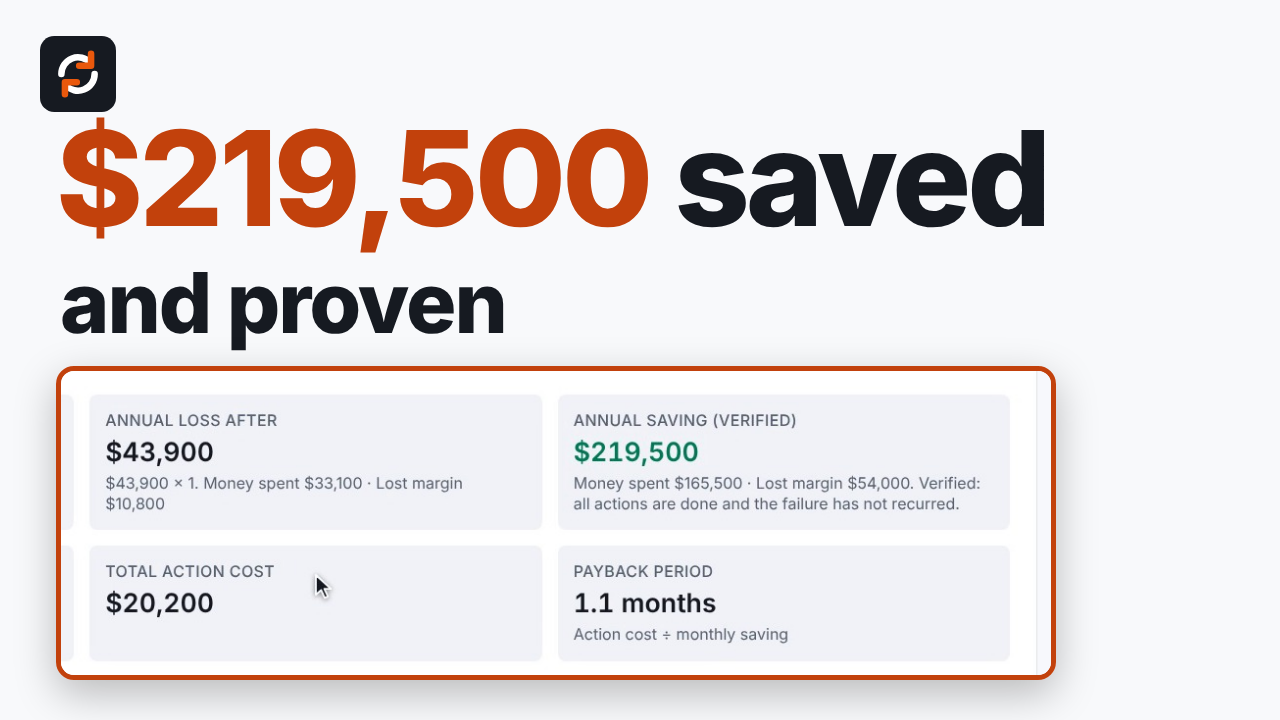 $219,500 saved
and proven
ANNUAL LOSS AFTER
$43,900
$43,900 × 1. Money spent $33,100 · Lost margin
$10,800
ANNUAL SAVING (VERIFIED)
$219,500
Money spent $165,500 · Lost margin $54,000. Verified:
all actions are done and the failure has not recurred.
TOTAL ACTION COST
$20,200
PAYBACK PERIOD
1.1 months
Action cost ÷ monthly saving